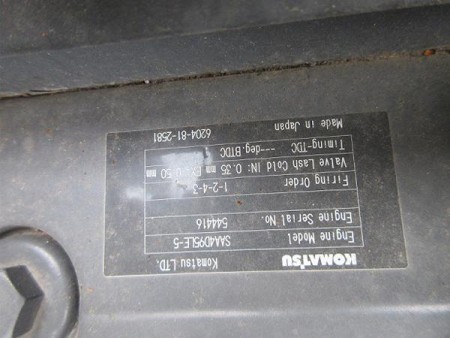 KOMATSU Komatsu LTD.
Engine Model SAA4D95LE-5
Engine Serial No. 544416
Firing Order 1-2-4-3
Valve Lash Cold IN: 0.35 mm EX: 0.50 mm
Timing-TDC ---deg.BTDC
Made in Japan 6204-81-2581